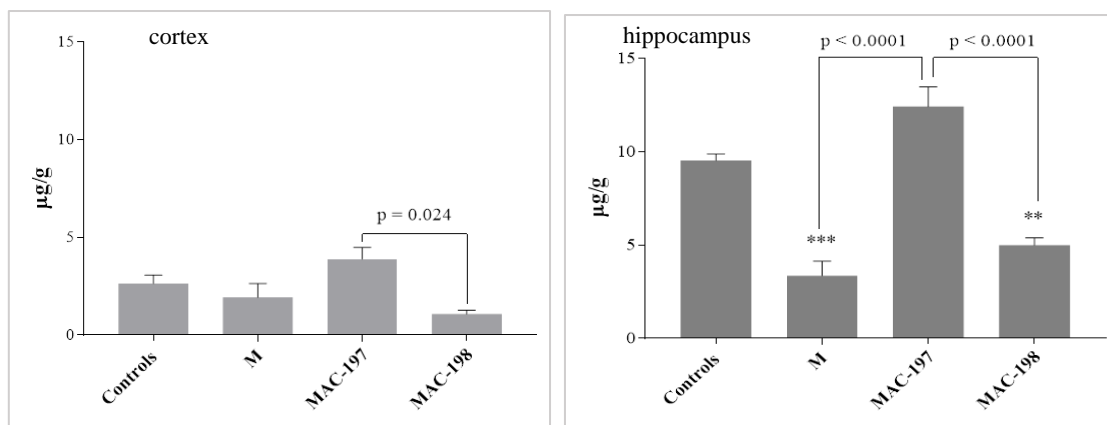 cortex
15
10
5
0
µg/g
p = 0.024
Controls
M
MAC-197
MAC-198
hippocampus
p < 0.0001 p < 0.0001
15
10
5
0
µg/g
***
**
Controls
M
MAC-197
MAC-198